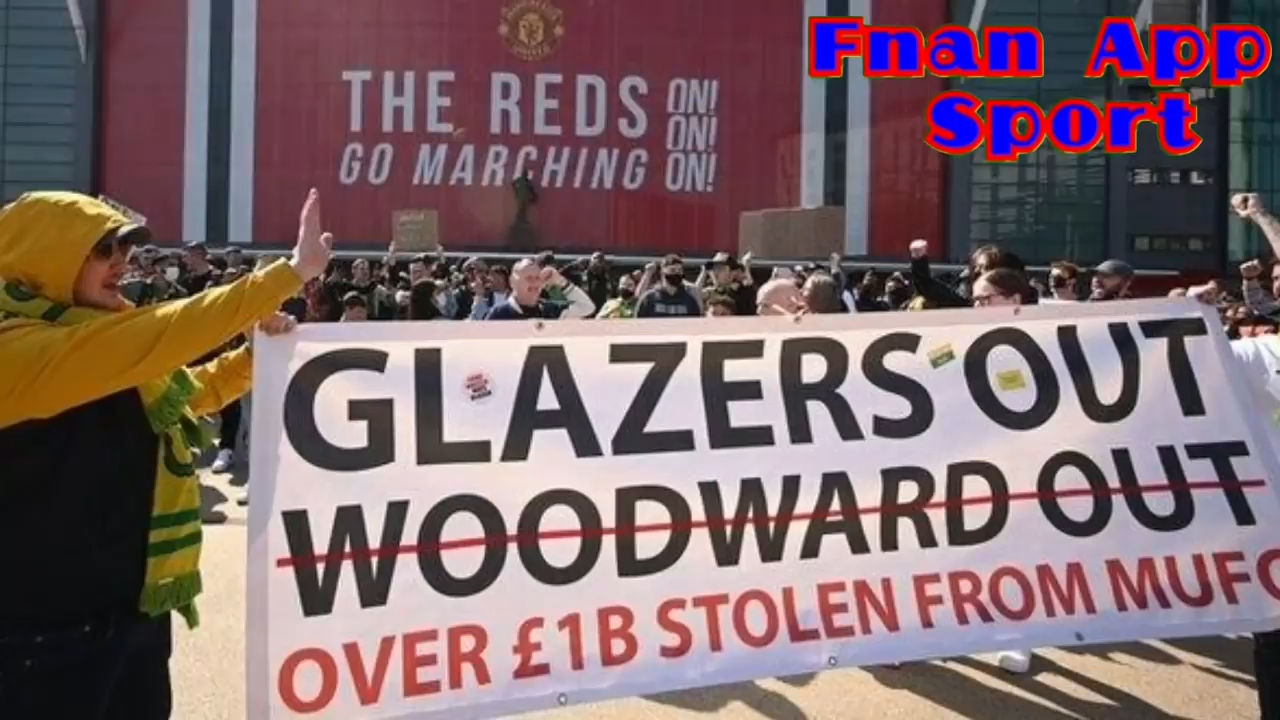 Fnan App
Sport
THE REDS ON!
ON!
GO MARCHING ON!
GLAZERS OUT
WOODWARD OUT
OVER £1B STOLEN FROM MUFC